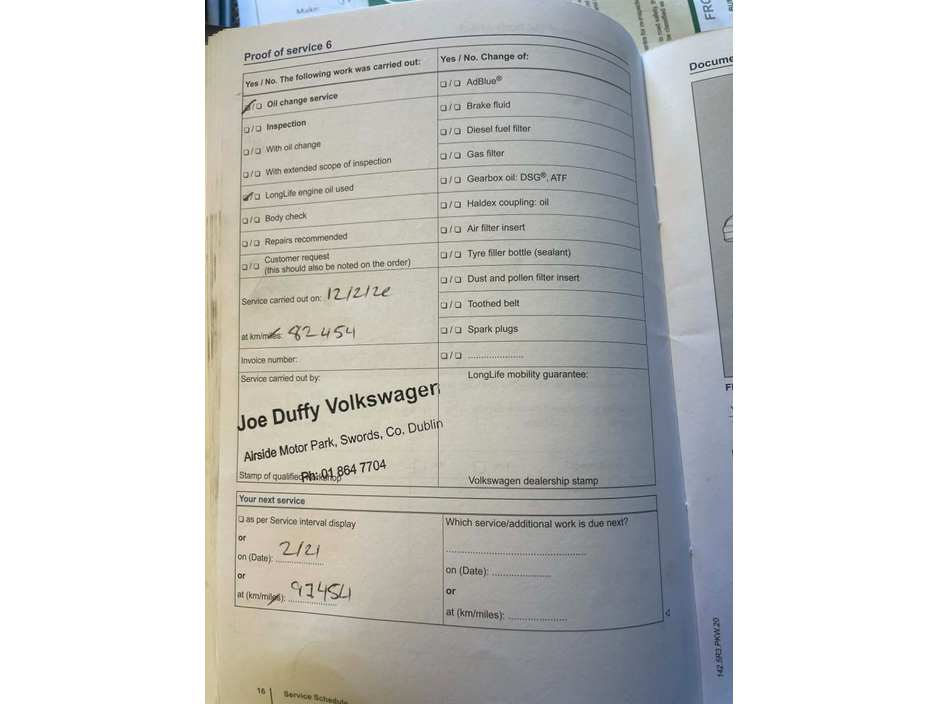 Make:
FRO
Proof of service 6
Docume
Yes / No. The following work was carried out:
Yes / No. Change of:
❑/❑ Oil change service
❑/❑ Inspection
❑/❑ With oil change
❑/❑ With extended scope of inspection
❑/❑ LongLife engine oil used
❑/❑ Body check
❑/❑ Repairs recommended
❑/❑ Customer request
(this should also be noted on the order)
Service carried out on: 12/2/20
at km/miles: 82454
Invoice number:
❑/❑ AdBlue®
❑/❑ Brake fluid
❑/❑ Diesel fuel filter
❑/❑ Gas filter
❑/❑ Gearbox oil: DSG®, ATF
❑/❑ Haldex coupling: oil
❑/❑ Air filter insert
❑/❑ Tyre filler bottle (sealant)
❑/❑ Dust and pollen filter insert
❑/❑ Toothed belt
❑/❑ Spark plugs
❑/❑ .....................
Service carried out by:
Joe Duffy Volkswagen
Airside Motor Park, Swords, Co. Dublin
Ph: 01 864 7704
Stamp of qualified
LongLife mobility guarantee:
Volkswagen dealership stamp
Your next service
❑ as per Service interval display
or
on (Date): 2/21
or
at (km/miles): 97454
Which service/additional work is due next?
on (Date): ...................
or
at (km/miles): ...................
16 Service Schedule
142.5R3.PKW.20